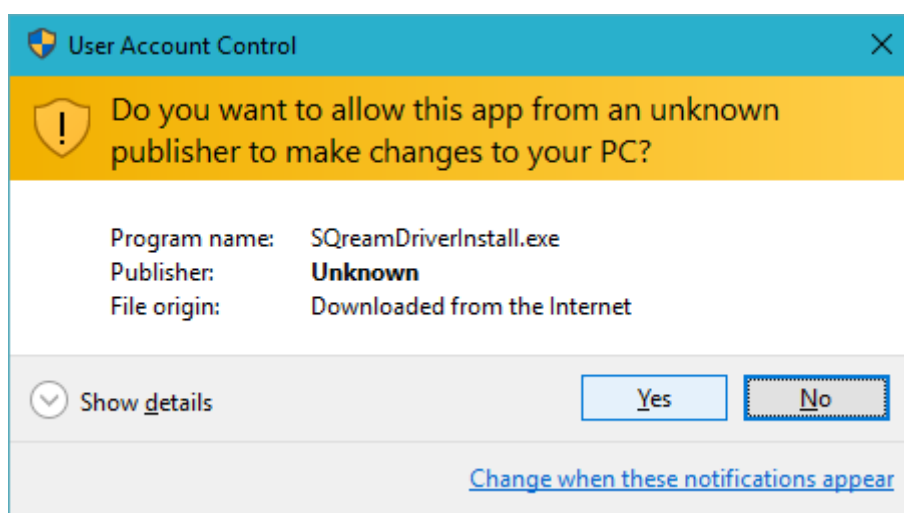 User Account Control
!
Do you want to allow this app from an unknown
publisher to make changes to your PC?
Program name: SQreamDriverInstall.exe
Publisher: Unknown
File origin: Downloaded from the Internet
Show details Yes No
Change when these notifications appear